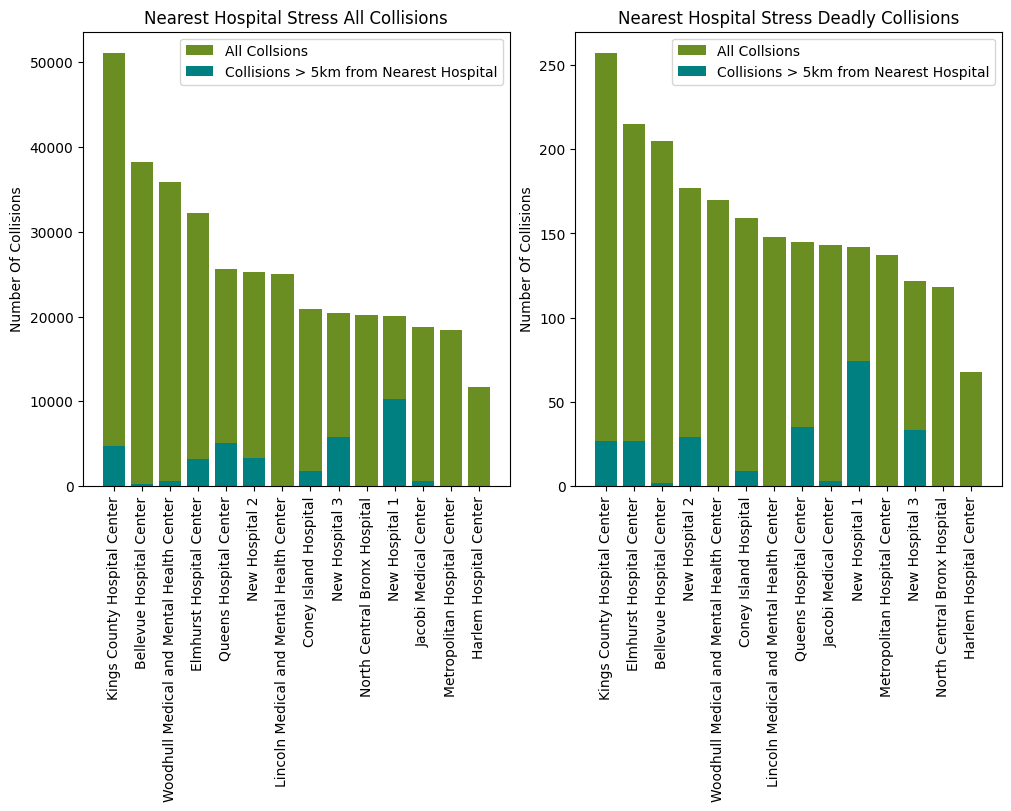 Nearest Hospital Stress All Collisions
Number Of Collisions
50000
40000
30000
20000
10000
0
All Collsions
Collisions > 5km from Nearest Hospital
Kings County Hospital Center
Bellevue Hospital Center
Woodhull Medical and Mental Health Center
Elmhurst Hospital Center
Queens Hospital Center
New Hospital 2
Lincoln Medical and Mental Health Center
Coney Island Hospital
New Hospital 3
North Central Bronx Hospital
New Hospital 1
Jacobi Medical Center
Metropolitan Hospital Center
Harlem Hospital Center
Nearest Hospital Stress Deadly Collisions
Number Of Collisions
250
200
150
100
50
0
All Collsions
Collisions > 5km from Nearest Hospital
Kings County Hospital Center
Elmhurst Hospital Center
Bellevue Hospital Center
New Hospital 2
Woodhull Medical and Mental Health Center
Coney Island Hospital
Lincoln Medical and Mental Health Center
Queens Hospital Center
Jacobi Medical Center
New Hospital 1
Metropolitan Hospital Center
New Hospital 3
North Central Bronx Hospital
Harlem Hospital Center